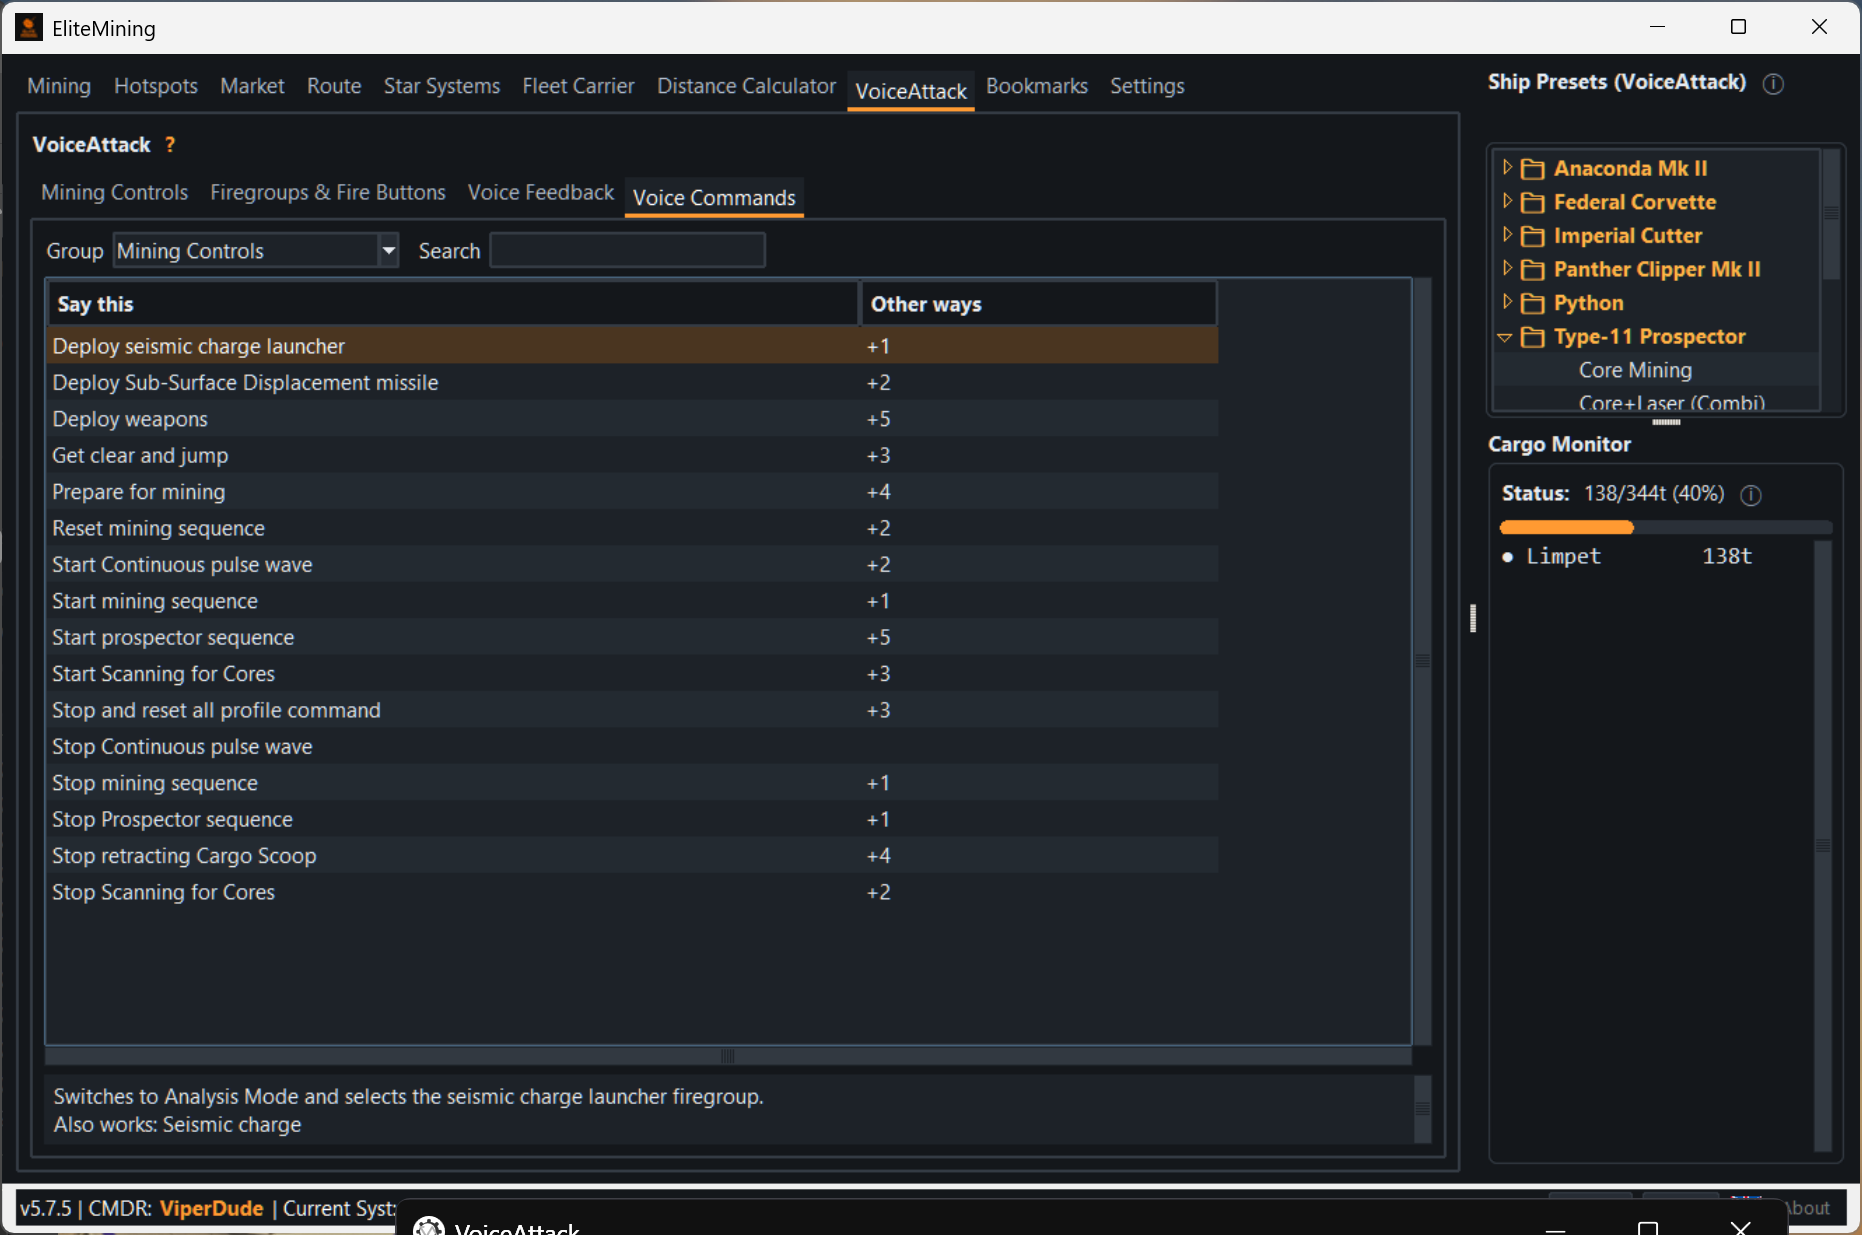 EliteMining
Mining Hotspots Market Route Star Systems Fleet Carrier Distance Calculator VoiceAttack Bookmarks Settings
VoiceAttack ?
Mining Controls Firegroups & Fire Buttons Voice Feedback Voice Commands
Group Mining Controls Search
Say this Other ways
Deploy seismic charge launcher +1
Deploy Sub-Surface Displacement missile +2
Deploy weapons +5
Get clear and jump +3
Prepare for mining +4
Reset mining sequence +2
Start Continuous pulse wave +2
Start mining sequence +1
Start prospector sequence +5
Start Scanning for Cores +3
Stop and reset all profile command +3
Stop Continuous pulse wave
Stop mining sequence +1
Stop Prospector sequence +1
Stop retracting Cargo Scoop +4
Stop Scanning for Cores +2
Switches to Analysis Mode and selects the seismic charge launcher firegroup.
Also works: Seismic charge
Ship Presets (VoiceAttack)
Anaconda Mk II
Federal Corvette
Imperial Cutter
Panther Clipper Mk II
Python
Type-11 Prospector
Core Mining
Core+Laser (Combi)
Cargo Monitor
Status: 138/344t (40%)
Limpet 138t
v5.7.5 | CMDR: ViperDude | Current Syst
About
VoiceAttack